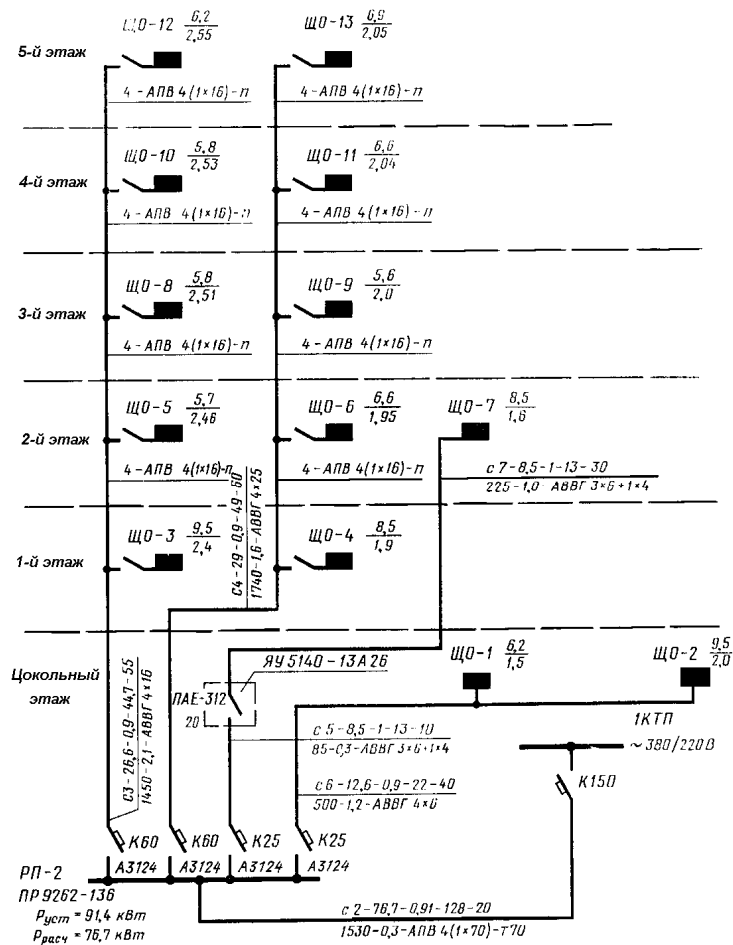 5-й этаж
ЩО-12 6,2
2,55
ЩО-13 6,9
2,05
4-АПВ 4(1×16)-п
4-АПВ 4(1×16)-п
4-й этаж
ЩО-10 5,8
2,53
ЩО-11 6,6
2,04
4-АПВ 4(1×16)-п
4-АПВ 4(1×16)-п
3-й этаж
ЩО-8 5,8
2,51
ЩО-9 5,6
2,0
4-АПВ 4(1×16)-п
4-АПВ 4(1×16)-п
2-й этаж
ЩО-5 5,7
2,46
ЩО-6 6,6
1,95
ЩО-7 8,5
1,6
4-АПВ 4(1×16)-п
4-АПВ 4(1×16)-п
с7-8,5-1-13-30
225-1,0-АВВГ 3×6+1×4
1-й этаж
ЩО-3 9,5
2,4
С4-29-0,9-49-60
1740-1,6-АВВГ 4×25
ЩО-4 8,5
1,9
Цокольный
этаж
ЯУ 5140-13А26
ЩО-1 6,2
1,5
ЩО-2 9,5
2,0
ПАЕ-312
20
С3-26,6-0,9-44,7-55
1450-2,1-АВВГ 4×16
с5-8,5-1-13-10
85-0,3-АВВГ 3×6+1×4
с6-12,6-0,9-22-40
500-1,2-АВВГ 4×6
1КТП
~380/220В
К150
К60
К60
К25
К25
А3124
А3124
А3124
А3124
РП-2
ПР9262-136
Руст = 91,4 кВт
Ррасч = 76,7 кВт
с2-76,7-0,91-128-20
1530-0,3-АПВ 4(1×70)-Т70